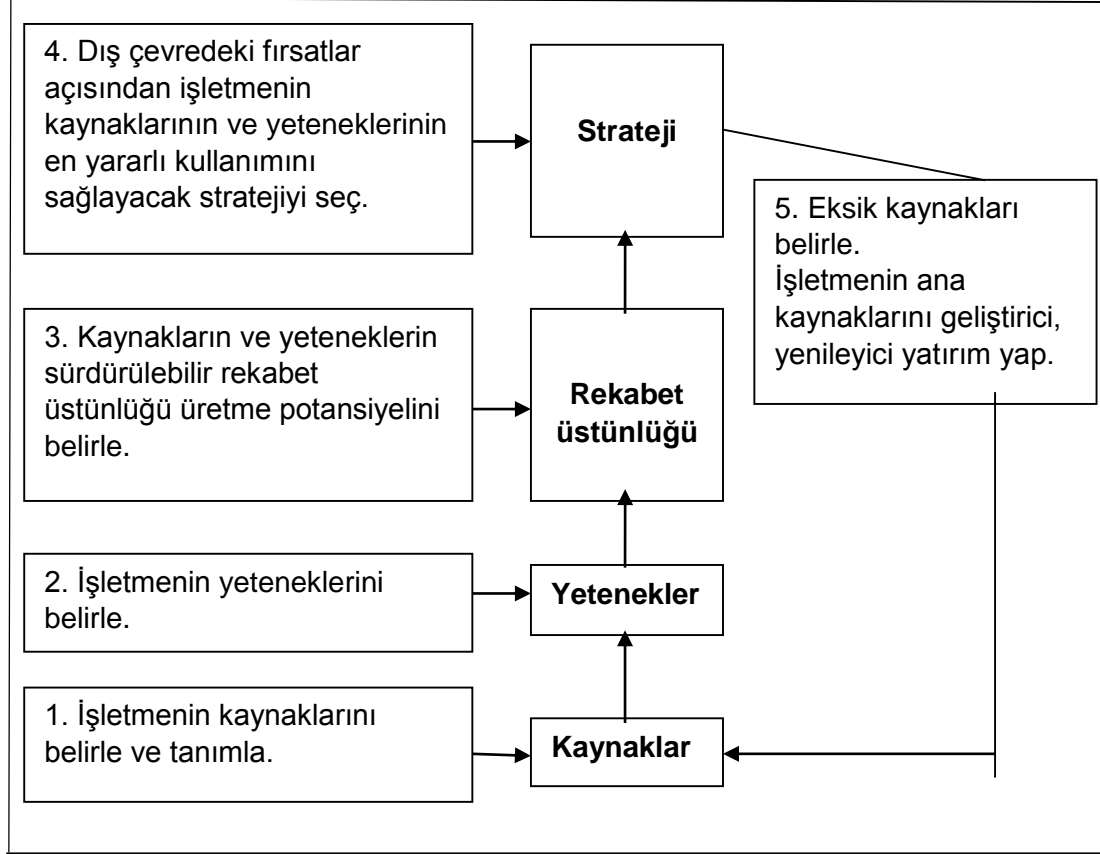 4. Dış çevredeki fırsatlar
açısından işletmenin
kaynaklarının ve yeteneklerinin
en yararlı kullanımını
sağlayacak stratejiyi seç.
Strateji
5. Eksik kaynakları
belirle.
İşletmenin ana
kaynaklarını geliştirici,
yenileyici yatırım yap.
3. Kaynakların ve yeteneklerin
sürdürülebilir rekabet
üstünlüğü üretme potansiyelini
belirle.
Rekabet
üstünlüğü
2. İşletmenin yeteneklerini
belirle.
Yetenekler
1. İşletmenin kaynaklarını
belirle ve tanımla.
Kaynaklar